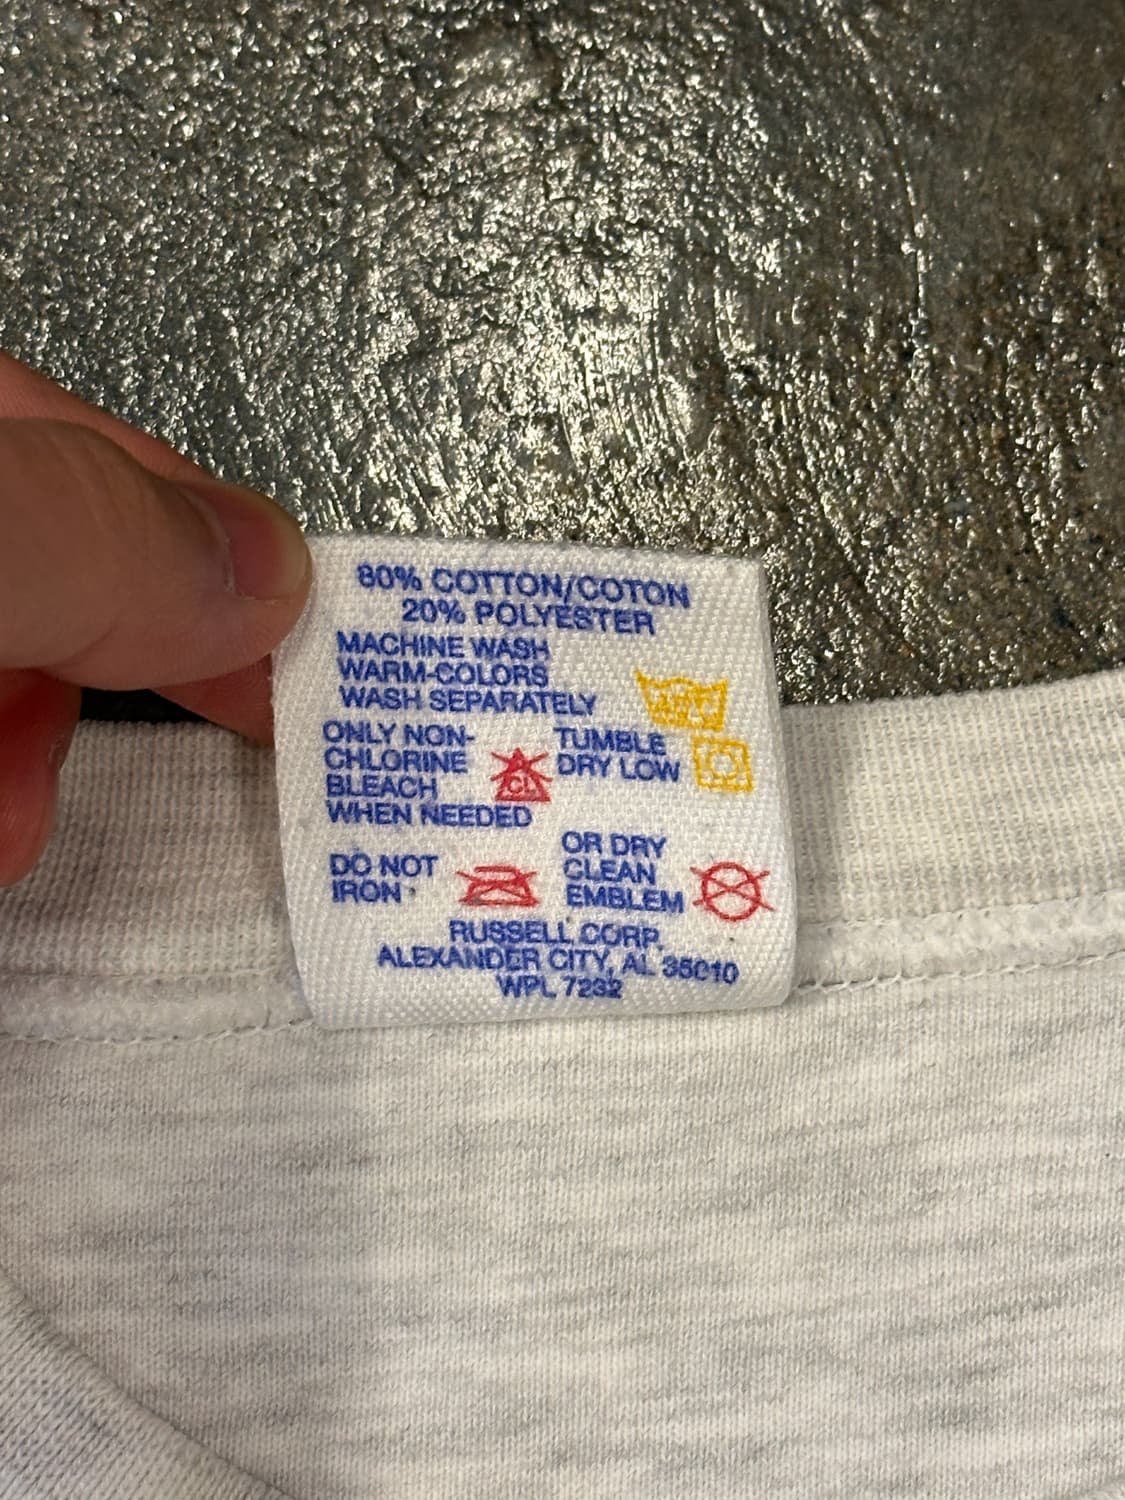 80% COTTON/COTON
20% POLYESTER
MACHINE WASH
WARM-COLORS
WASH SEPARATELY
ONLY NON-
CHLORINE
BLEACH
WHEN NEEDED
CL
TUMBLE
DRY LOW
DO NOT
IRON
OR DRY
CLEAN
EMBLEM
RUSSELL CORP.
ALEXANDER CITY, AL 35010
WPL 7232